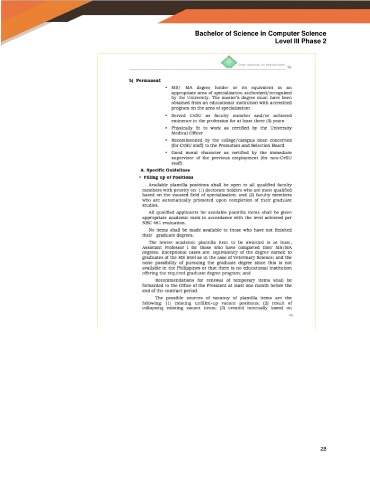 Bachelor of Science in Computer Science
Level III Phase 2
b) Permanent
• MS/ MA degree holder or its equivalent in an
appropriate area of specialization authorized/recognized
by the University. The master's degree must have been
obtained from an educational institution with accredited
program on the area of specialization
• Served CvSU as faculty member and/or achieved
eminence in the profession for at least three (3) years
• Physically fit to work as certified by the University
Medical Officer
• Recommended by the college/campus dean concerned
(for CvSU staff) to the Promotion and Selection Board
• Good moral character as certified by the immediate
supervisor of the previous employment (for non-CvSU
staff)
A. Specific Guidelines
• Filling up of Positions
Available plantilla positions shall be open to all qualified faculty
members with priority on: (1) doctorate holders who are most qualified
based on the vacated field of specialization; and (2) faculty members
who are automatically promoted upon completion of their graduate
studies.
All qualified applicants for available plantilla items shall be given
appropriate academic rank in accordance with the level achieved per
NBC 461 evaluation.
No items shall be made available to those who have not finished
their graduate degrees.
The lowest academic plantilla item to be awarded is at least,
Assistant Professor 1 for those who have completed their MS/MA
degrees. Exceptional cases are: equivalency of the degree earned to
graduates of the MS level as in the case of Veterinary Science; and the
none possibility of pursuing the graduate degree since this is not
available in the Philippines or that there is no educational institution
offering the required graduate degree program; and
Recommendations for renewal of temporary items shall be
forwarded to the Office of the President at least one month before the
end of the contract period.
The possible sources of vacancy of plantilla items are the
following: (1) existing unfilled-up vacant positions; (2) result of
collapsing existing vacant items; (3) created internally based on
28